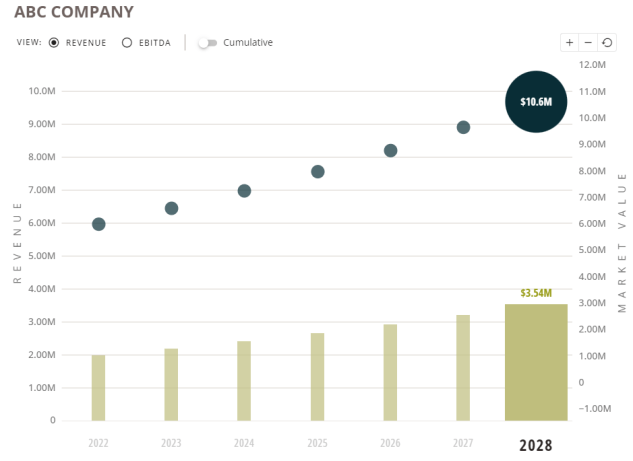 ABC COMPANY
VIEW: REVENUE EBITDA Cumulative
12.0M
10.0M 11.0M
$10.6M
10.0M
9.00M 9.00M
8.00M 8.00M
7.00M 7.00M
6.00M 6.00M
5.00M 5.00M
4.00M 4.00M
$3.54M
3.00M 3.00M
2.00M 2.00M
1.00M 1.00M
0 0
−1.00M
REVENUE
MARKET VALUE
2022 2023 2024 2025 2026 2027 2028